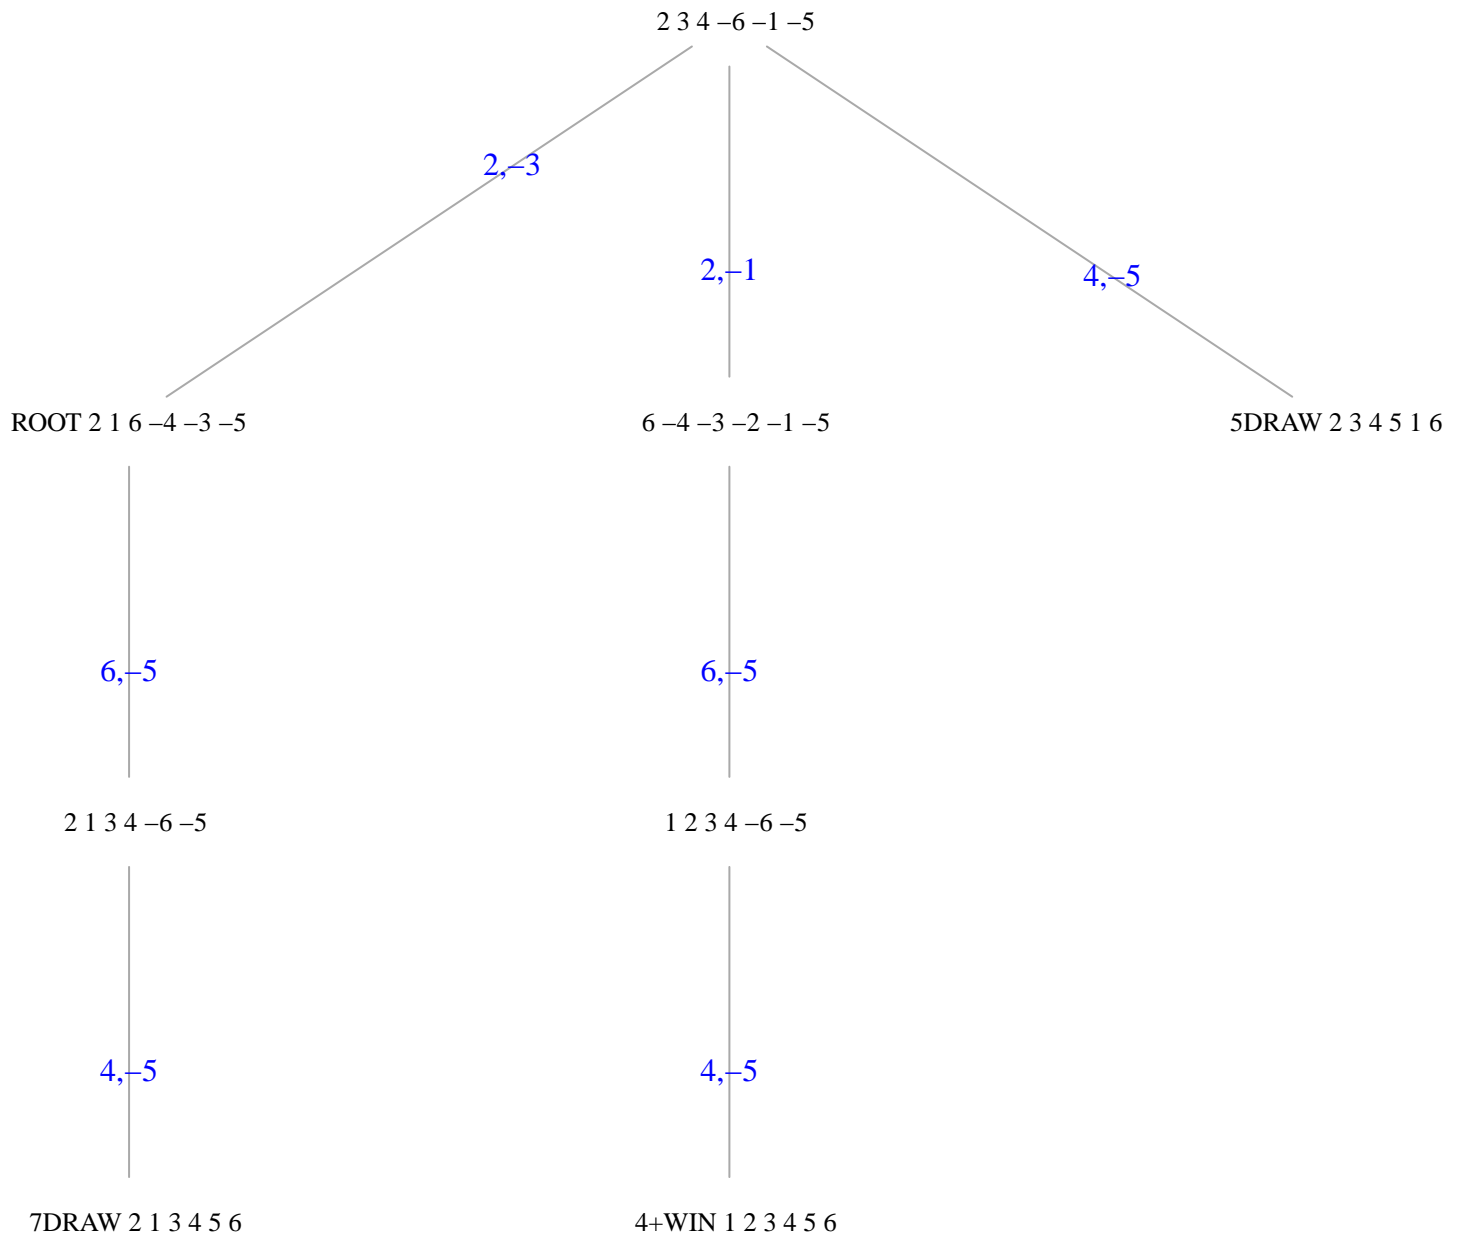 2 3 4 –6 –1 –5
2,–3
2,–1
4,–5
ROOT 2 1 6 –4 –3 –5
6 –4 –3 –2 –1 –5
5DRAW 2 3 4 5 1 6
6,–5
6,–5
2 1 3 4 –6 –5
1 2 3 4 –6 –5
4,–5
4,–5
7DRAW 2 1 3 4 5 6
4+WIN 1 2 3 4 5 6